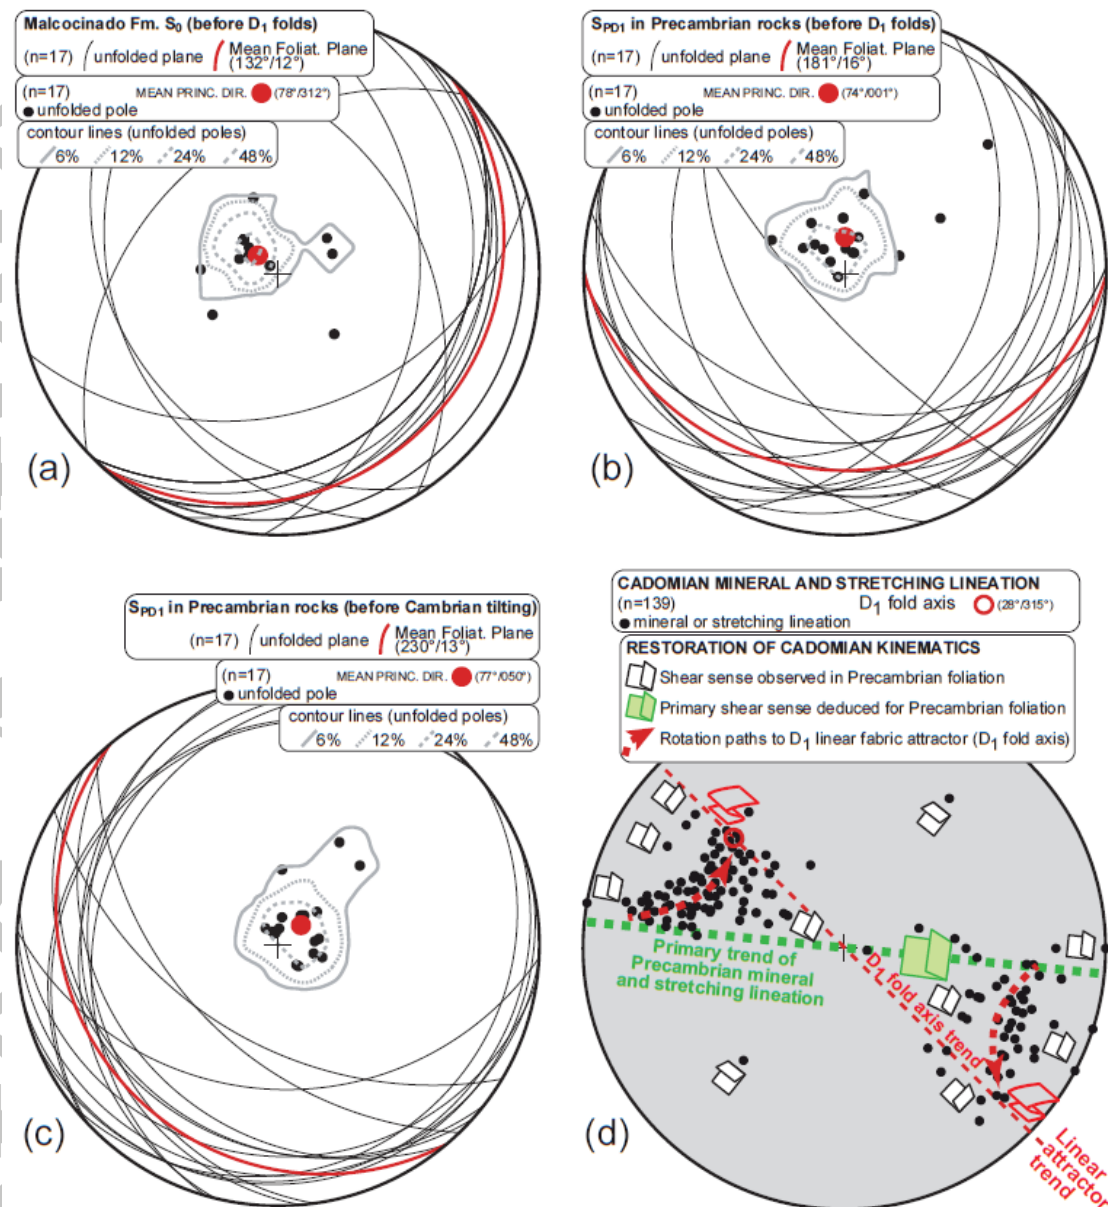 Malcocinado Fm. S0 (before D1 folds)
(n=17) unfolded plane Mean Foliat. Plane
(132°/12°)
(n=17) MEAN PRINC. DIR. (78°/312°)
unfolded pole
contour lines (unfolded poles)
6% 12% 24% 48%
(a)
SPD1 in Precambrian rocks (before D1 folds)
(n=17) unfolded plane Mean Foliat. Plane
(181°/16°)
(n=17) MEAN PRINC. DIR. (74°/001°)
unfolded pole
contour lines (unfolded poles)
6% 12% 24% 48%
(b)
SPD1 in Precambrian rocks (before Cambrian tilting)
(n=17) unfolded plane Mean Foliat. Plane
(230°/13°)
(n=17) MEAN PRINC. DIR. (77°/050°)
unfolded pole
contour lines (unfolded poles)
6% 12% 24% 48%
(c)
CADOMIAN MINERAL AND STRETCHING LINEATION
(n=139) D1 fold axis (28°/315°)
mineral or stretching lineation
RESTORATION OF CADOMIAN KINEMATICS
Shear sense observed in Precambrian foliation
Primary shear sense deduced for Precambrian foliation
Rotation paths to D1 linear fabric attractor (D1 fold axis)
Primary trend of
Precambrian mineral
and stretching lineation
D1 fold axis trend
Linear
attractor
trend
(d)